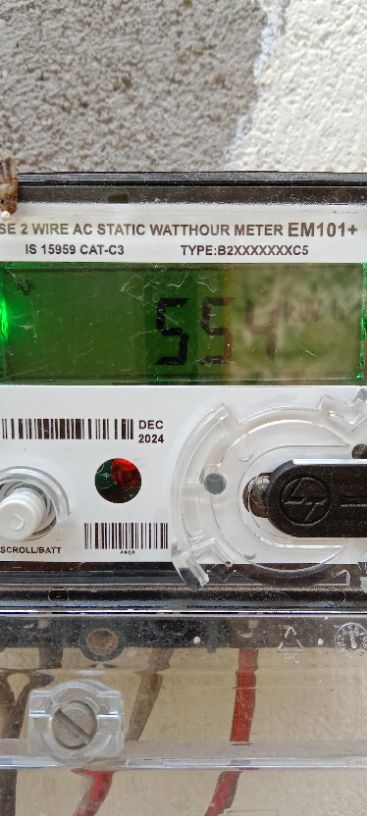 SE 2 WIRE AC STATIC WATTHOUR METER EM101+
IS 15959 CAT-C3 TYPE:B2XXXXXXXC5
554
DEC
2024
SCROLL/BATT